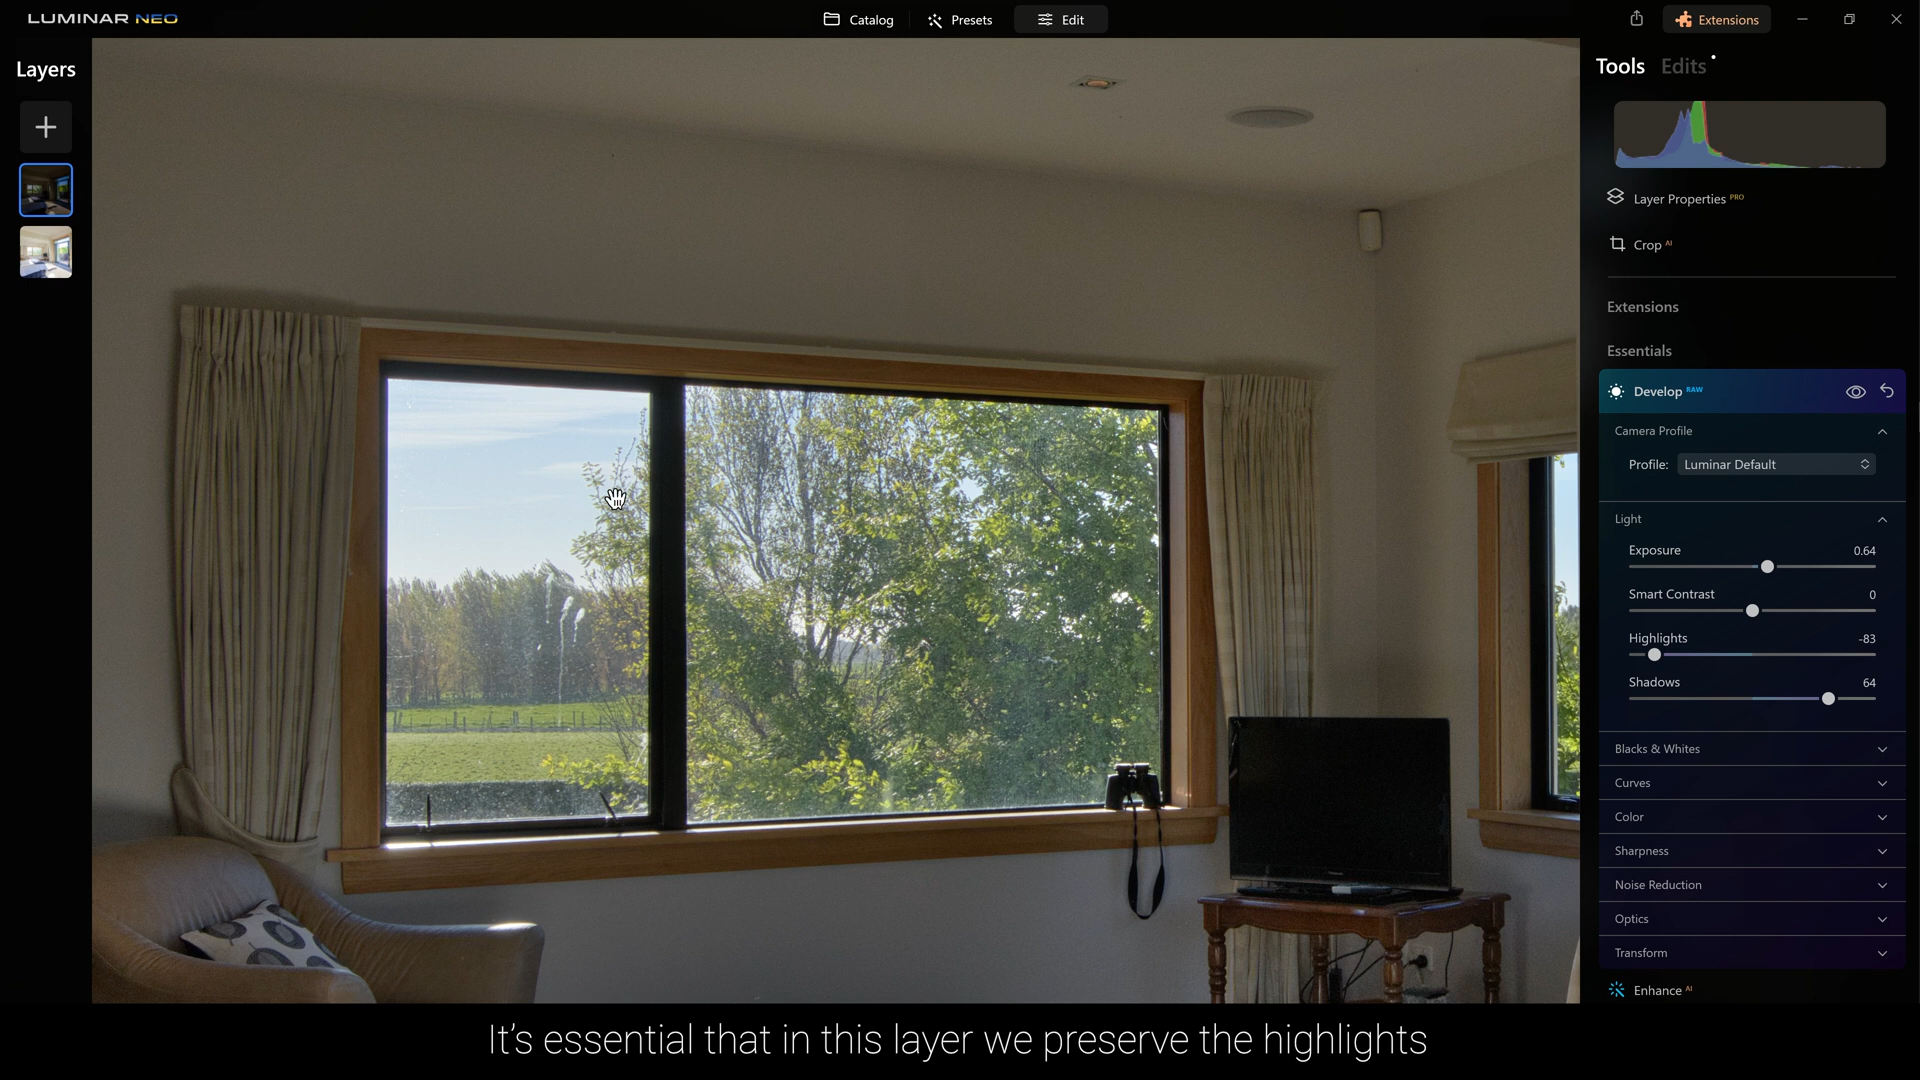 LUMINAR NEO
Catalog
Presets
Edit
Extensions
Layers
Tools Edits
Layer Properties PRO
Crop AI
Extensions
Essentials
Develop RAW
Camera Profile
Profile: Luminar Default
Light
Exposure 0.64
Smart Contrast 0
Highlights -83
Shadows 64
Blacks & Whites
Curves
Color
Sharpness
Noise Reduction
Optics
Transform
Enhance AI
It's essential that in this layer we preserve the highlights